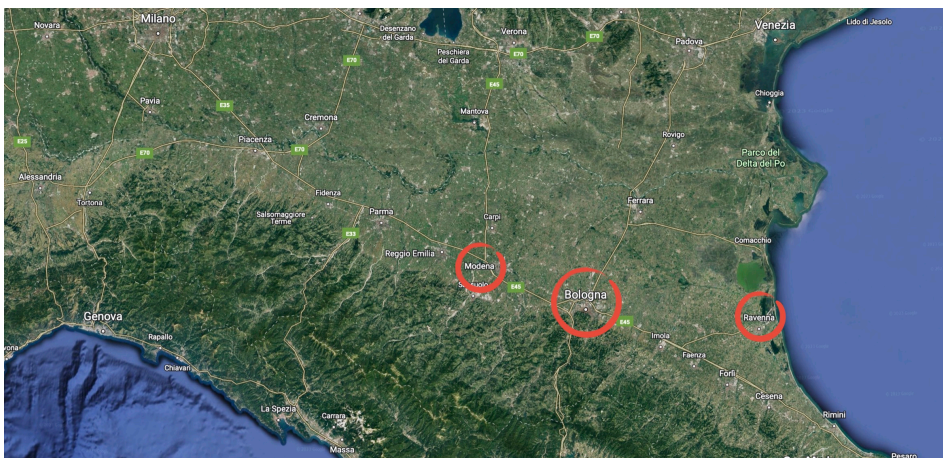 Novara
Milano
Desenzano
del Garda
Verona
Venezia
Lido di Jesolo
Peschiera
del Garda
E70
Padova
E70
E70
E45
Chioggia
Pavia
E35
Mantova
Cremona
Rovigo
E25
Piacenza
E70
E70
Parco del
Delta del Po
Alessandria
Tortona
Fidenza
Ferrara
Salsomaggiore
Terme
Parma
Carpi
E33
Comacchio
Reggio Emilia
Modena
E45
Bologna
Genova
E45
Ravenna
Rapallo
Imola
Chiavari
Faenza
Forlì
Cesena
La Spezia
Carrara
Rimini
Massa
Pesaro